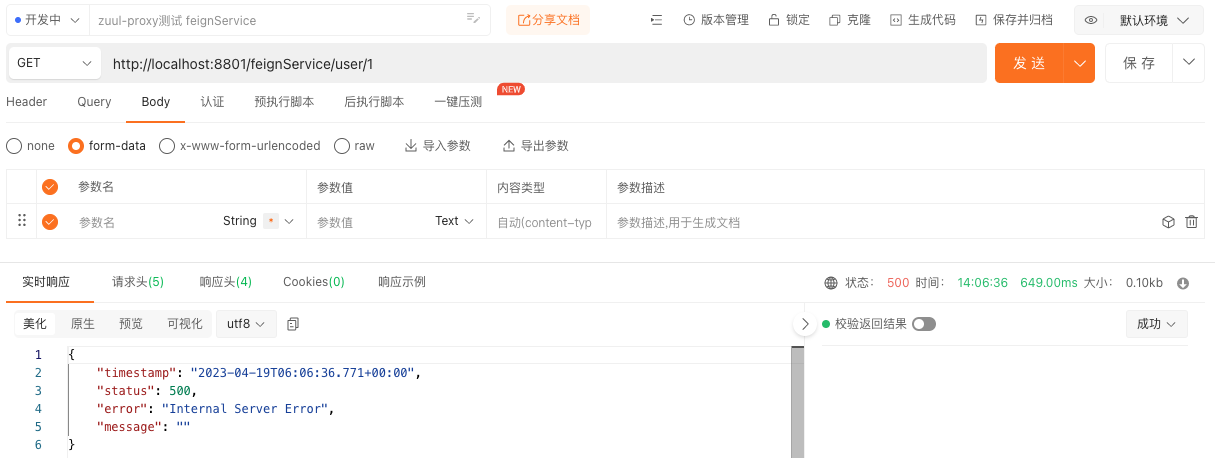 开发中 zuul-proxy测试 feignService 分享文档 版本管理 锁定 克隆 生成代码 保存并归档 默认环境
GET http://localhost:8801/feignService/user/1 发 送 保 存
Header Query Body 认证 预执行脚本 后执行脚本 一键压测 NEW
none form-data x-www-form-urlencoded raw 导入参数 导出参数
参数名 参数值 内容类型 参数描述
参数名 String * 参数值 Text 自动(content-typ 参数描述,用于生成文档
实时响应 请求头(5) 响应头(4) Cookies(0) 响应示例 状态: 500 时间: 14:06:36 649.00ms 大小: 0.10kb
美化 原生 预览 可视化 utf8 校验返回结果 成功
1 {
2 "timestamp": "2023-04-19T06:06:36.771+00:00",
3 "status": 500,
4 "error": "Internal Server Error",
5 "message": ""
6 }